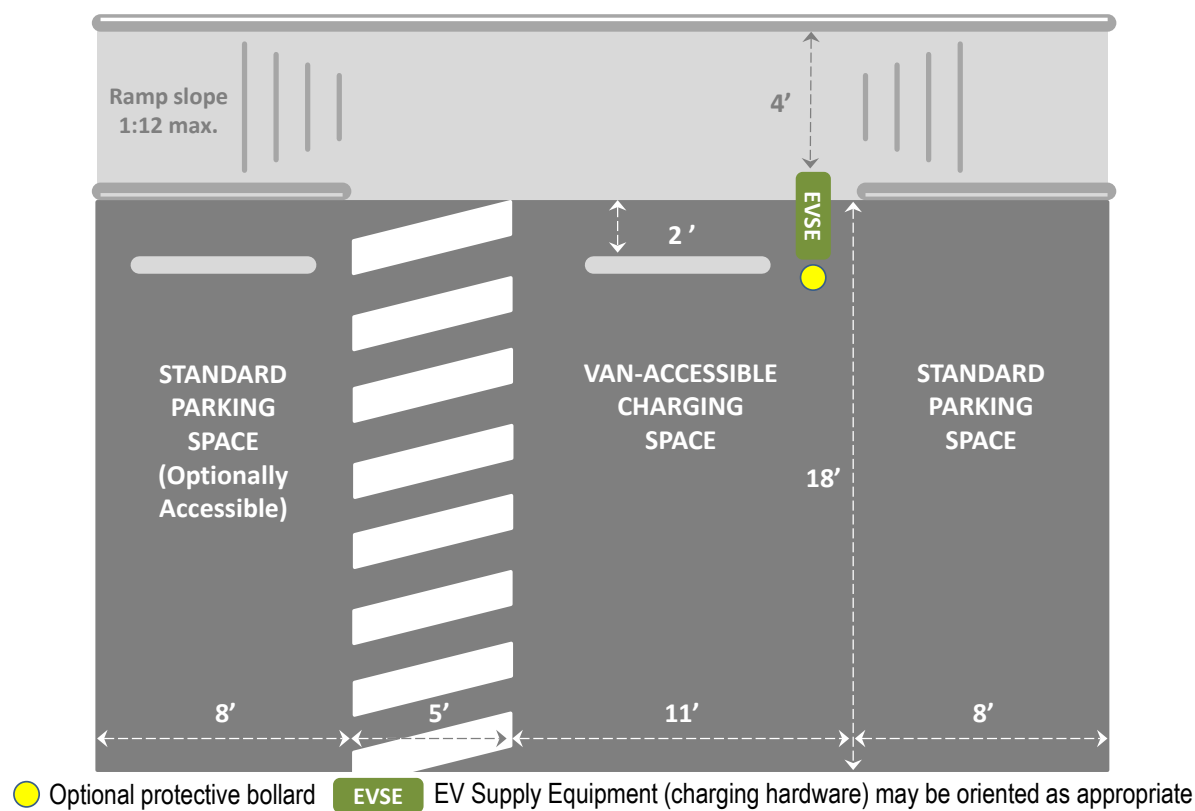 Ramp slope
1:12 max.
4’
EVSE
2 ’
STANDARD
PARKING
SPACE
(Optionally
Accessible)
VAN-ACCESSIBLE
CHARGING
SPACE
STANDARD
PARKING
SPACE
18’
8’
5’
11’
8’
Optional protective bollard
EVSE
EV Supply Equipment (charging hardware) may be oriented as appropriate